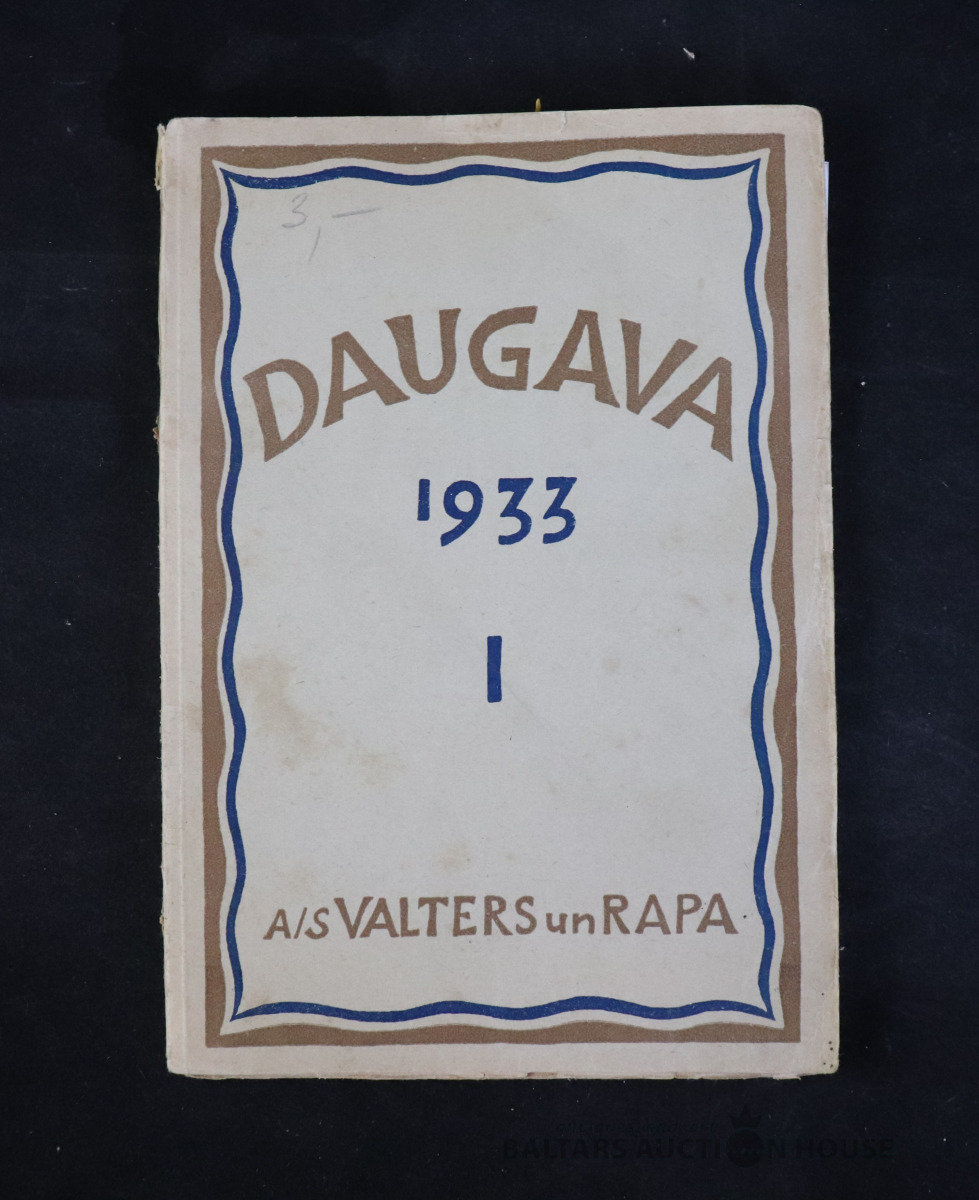 3,—
DAUGAVA
1933
I
A/S VALTERS un RAPA
BALTARS AUCTION HOUSE